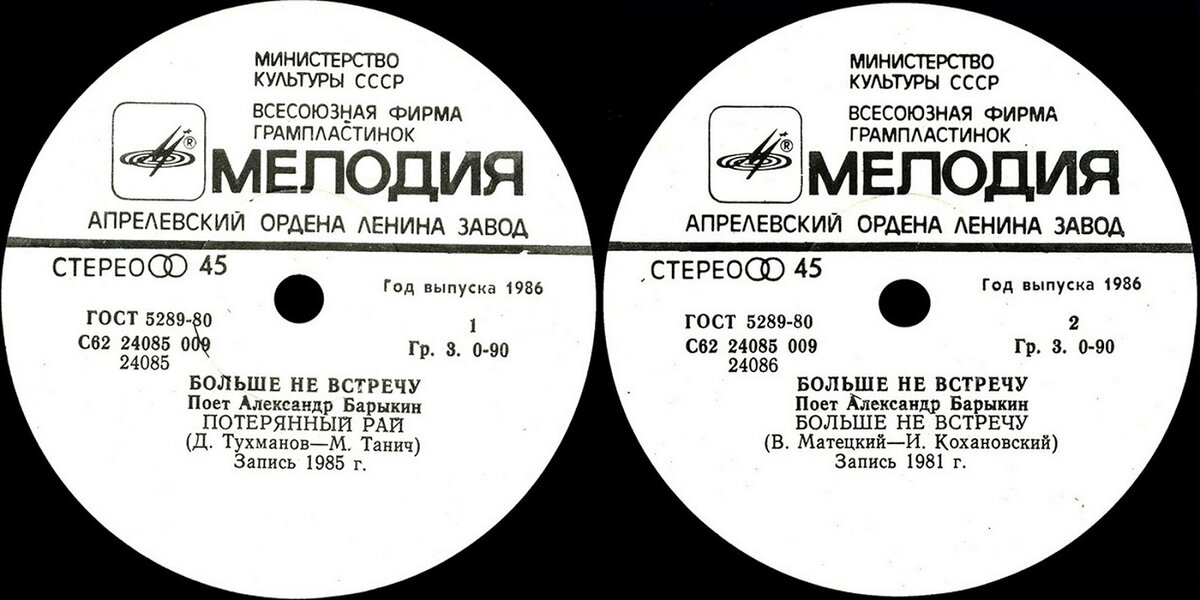 МИНИСТЕРСТВО
КУЛЬТУРЫ СССР
ВСЕСОЮЗНАЯ ФИРМА
ГРАМПЛАСТИНОК
®
МЕЛОДИЯ
АПРЕЛЕВСКИЙ ОРДЕНА ЛЕНИНА ЗАВОД
СТЕРЕО 45
Год выпуска 1986
ГОСТ 5289-80
1
С62 24085 009
Гр. 3. 0-90
24085
БОЛЬШЕ НЕ ВСТРЕЧУ
Поет Александр Барыкин
ПОТЕРЯННЫЙ РАЙ
(Д. Тухманов—М. Танич)
Запись 1985 г.
МИНИСТЕРСТВО
КУЛЬТУРЫ СССР
ВСЕСОЮЗНАЯ ФИРМА
ГРАМПЛАСТИНОК
®
МЕЛОДИЯ
АПРЕЛЕВСКИЙ ОРДЕНА ЛЕНИНА ЗАВОД
СТЕРЕО 45
Год выпуска 1986
ГОСТ 5289-80
2
С62 24085 009
Гр. 3. 0-90
24086
БОЛЬШЕ НЕ ВСТРЕЧУ
Поет Александр Барыкин
БОЛЬШЕ НЕ ВСТРЕЧУ
(В. Матецкий—И. Кохановский)
Запись 1981 г.